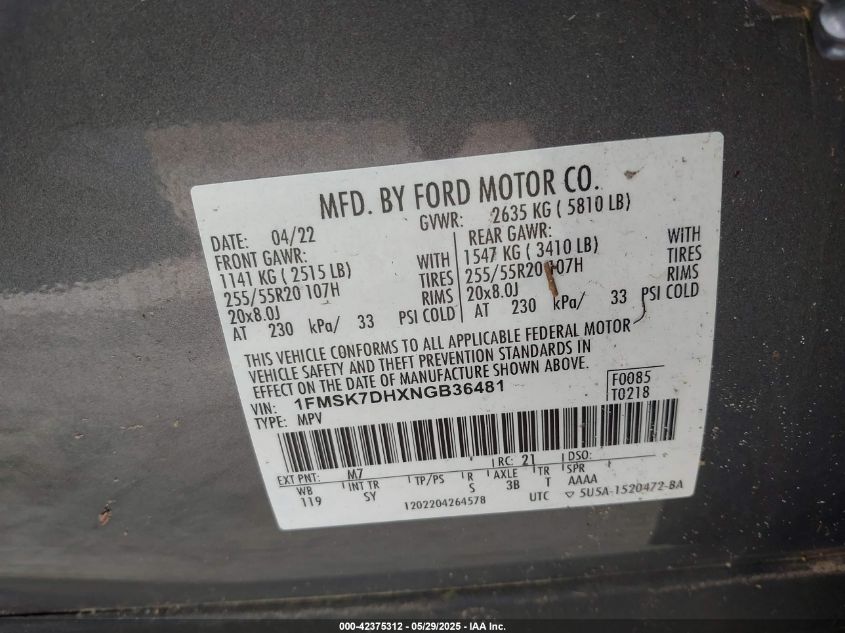 MFD. BY FORD MOTOR CO.
DATE: 04/22 GVWR: 2635 KG ( 5810 LB)
FRONT GAWR: REAR GAWR:
1141 KG ( 2515 LB) WITH 1547 KG ( 3410 LB) WITH
255/55R20 107H TIRES 255/55R20 107H TIRES
20x8.0J RIMS 20x8.0J RIMS
AT 230 kPa/ 33 PSI COLD AT 230 kPa/ 33 PSI COLD
THIS VEHICLE CONFORMS TO ALL APPLICABLE FEDERAL MOTOR
VEHICLE SAFETY AND THEFT PREVENTION STANDARDS IN
EFFECT ON THE DATE OF MANUFACTURE SHOWN ABOVE.
VIN: 1FMSK7DHXNGB36481 F0085
TYPE: MPV T0218
EXT PNT: M7 RC: 21 DSO:
WB INT TR TP/PS R AXLE TR SPR
119 SY S 3B T AAAA
1202204264578 UTC ▽ 5U5A-1520472-BA
000-42375312 | 05/29/2025 - IAA Inc.